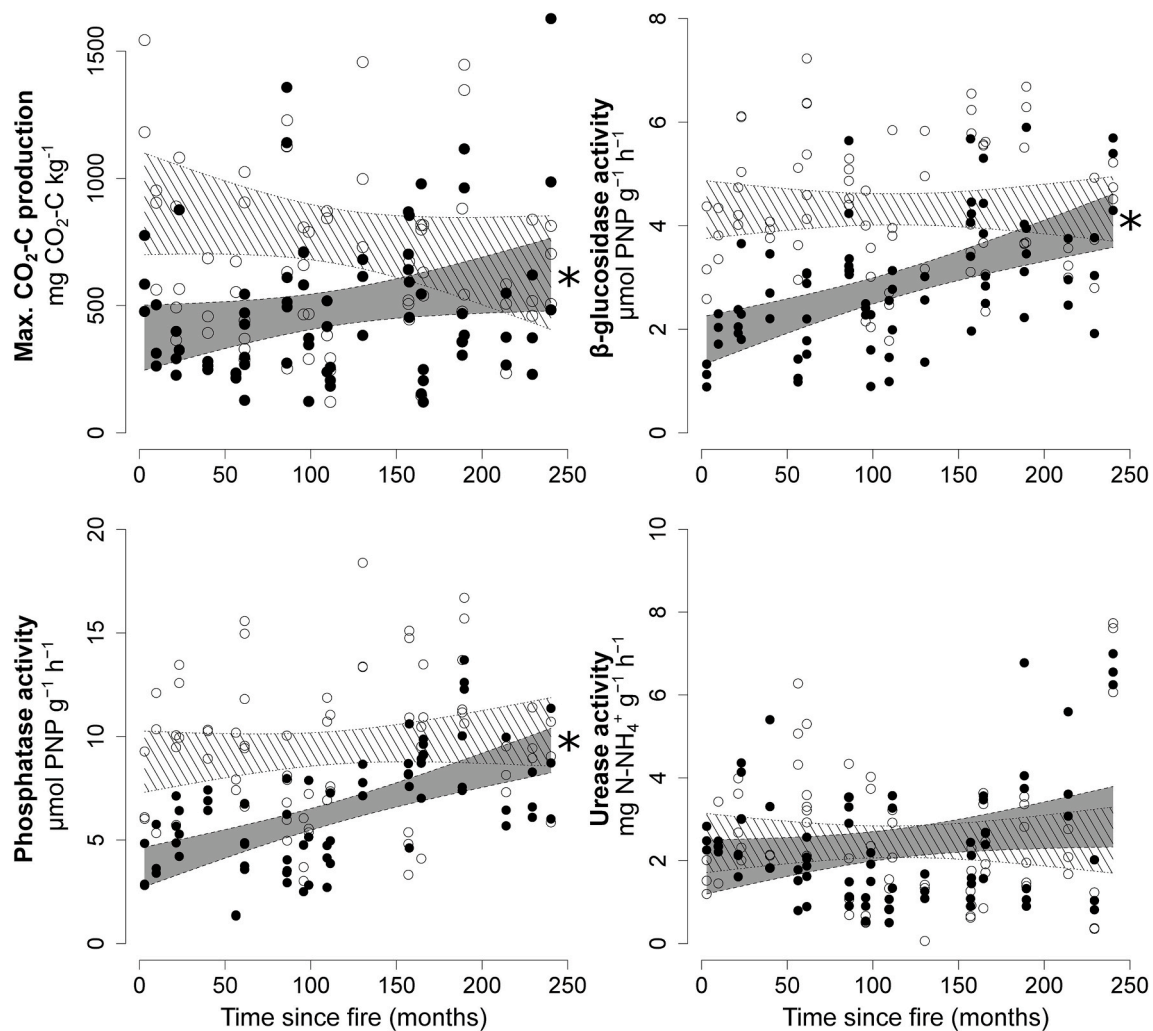 Max. CO₂-C production
mg CO₂-C kg⁻¹
1500
1000
500
0
0 50 100 150 200 250
*
β-glucosidase activity
μmol PNP g⁻¹ h⁻¹
8
6
4
2
0
0 50 100 150 200 250
*
Phosphatase activity
μmol PNP g⁻¹ h⁻¹
20
15
10
5
0
0 50 100 150 200 250
Time since fire (months)
*
Urease activity
mg N-NH₄⁺ g⁻¹ h⁻¹
10
8
6
4
2
0
0 50 100 150 200 250
Time since fire (months)